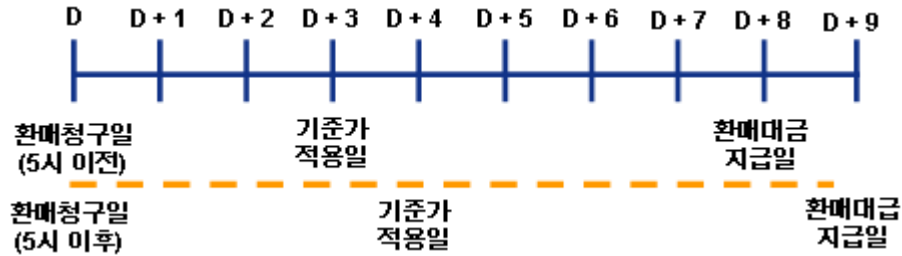 D D + 1 D + 2 D + 3 D + 4 D + 5 D + 6 D + 7 D + 8 D + 9
환매청구일 기준가 환매대금
(5시 이전) 적용일 지급일
환매청구일 기준가 환매대급
(5시 이후) 적용일 지급일